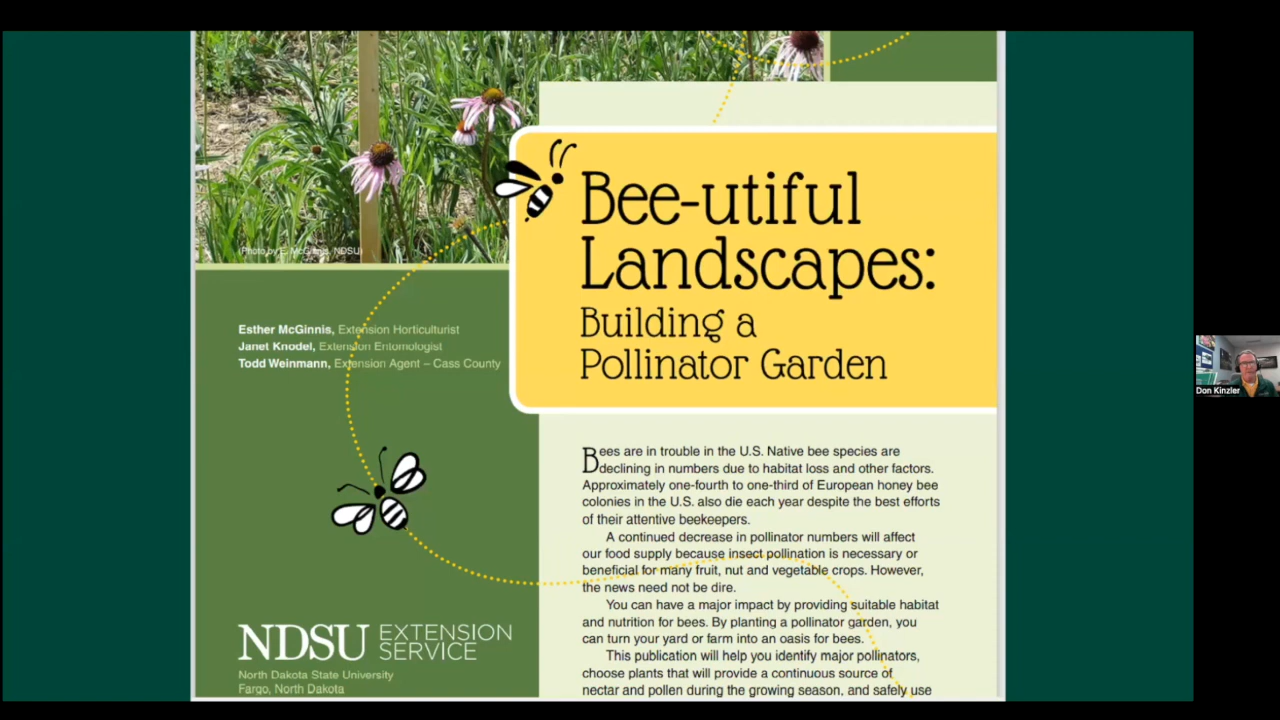 (Photo by E. McGinnis, NDSU)
Bee-utiful
Landscapes:
Building a
Pollinator Garden
Esther McGinnis, Extension Horticulturist
Janet Knodel, Extension Entomologist
Todd Weinmann, Extension Agent – Cass County
Bees are in trouble in the U.S. Native bee species are
declining in numbers due to habitat loss and other factors.
Approximately one-fourth to one-third of European honey bee
colonies in the U.S. also die each year despite the best efforts
of their attentive beekeepers.
A continued decrease in pollinator numbers will affect
our food supply because insect pollination is necessary or
beneficial for many fruit, nut and vegetable crops. However,
the news need not be dire.
You can have a major impact by providing suitable habitat
and nutrition for bees. By planting a pollinator garden, you
can turn your yard or farm into an oasis for bees.
This publication will help you identify major pollinators,
choose plants that will provide a continuous source of
nectar and pollen during the growing season, and safely use
NDSU EXTENSION
SERVICE
North Dakota State University
Fargo, North Dakota
Don Kinzler